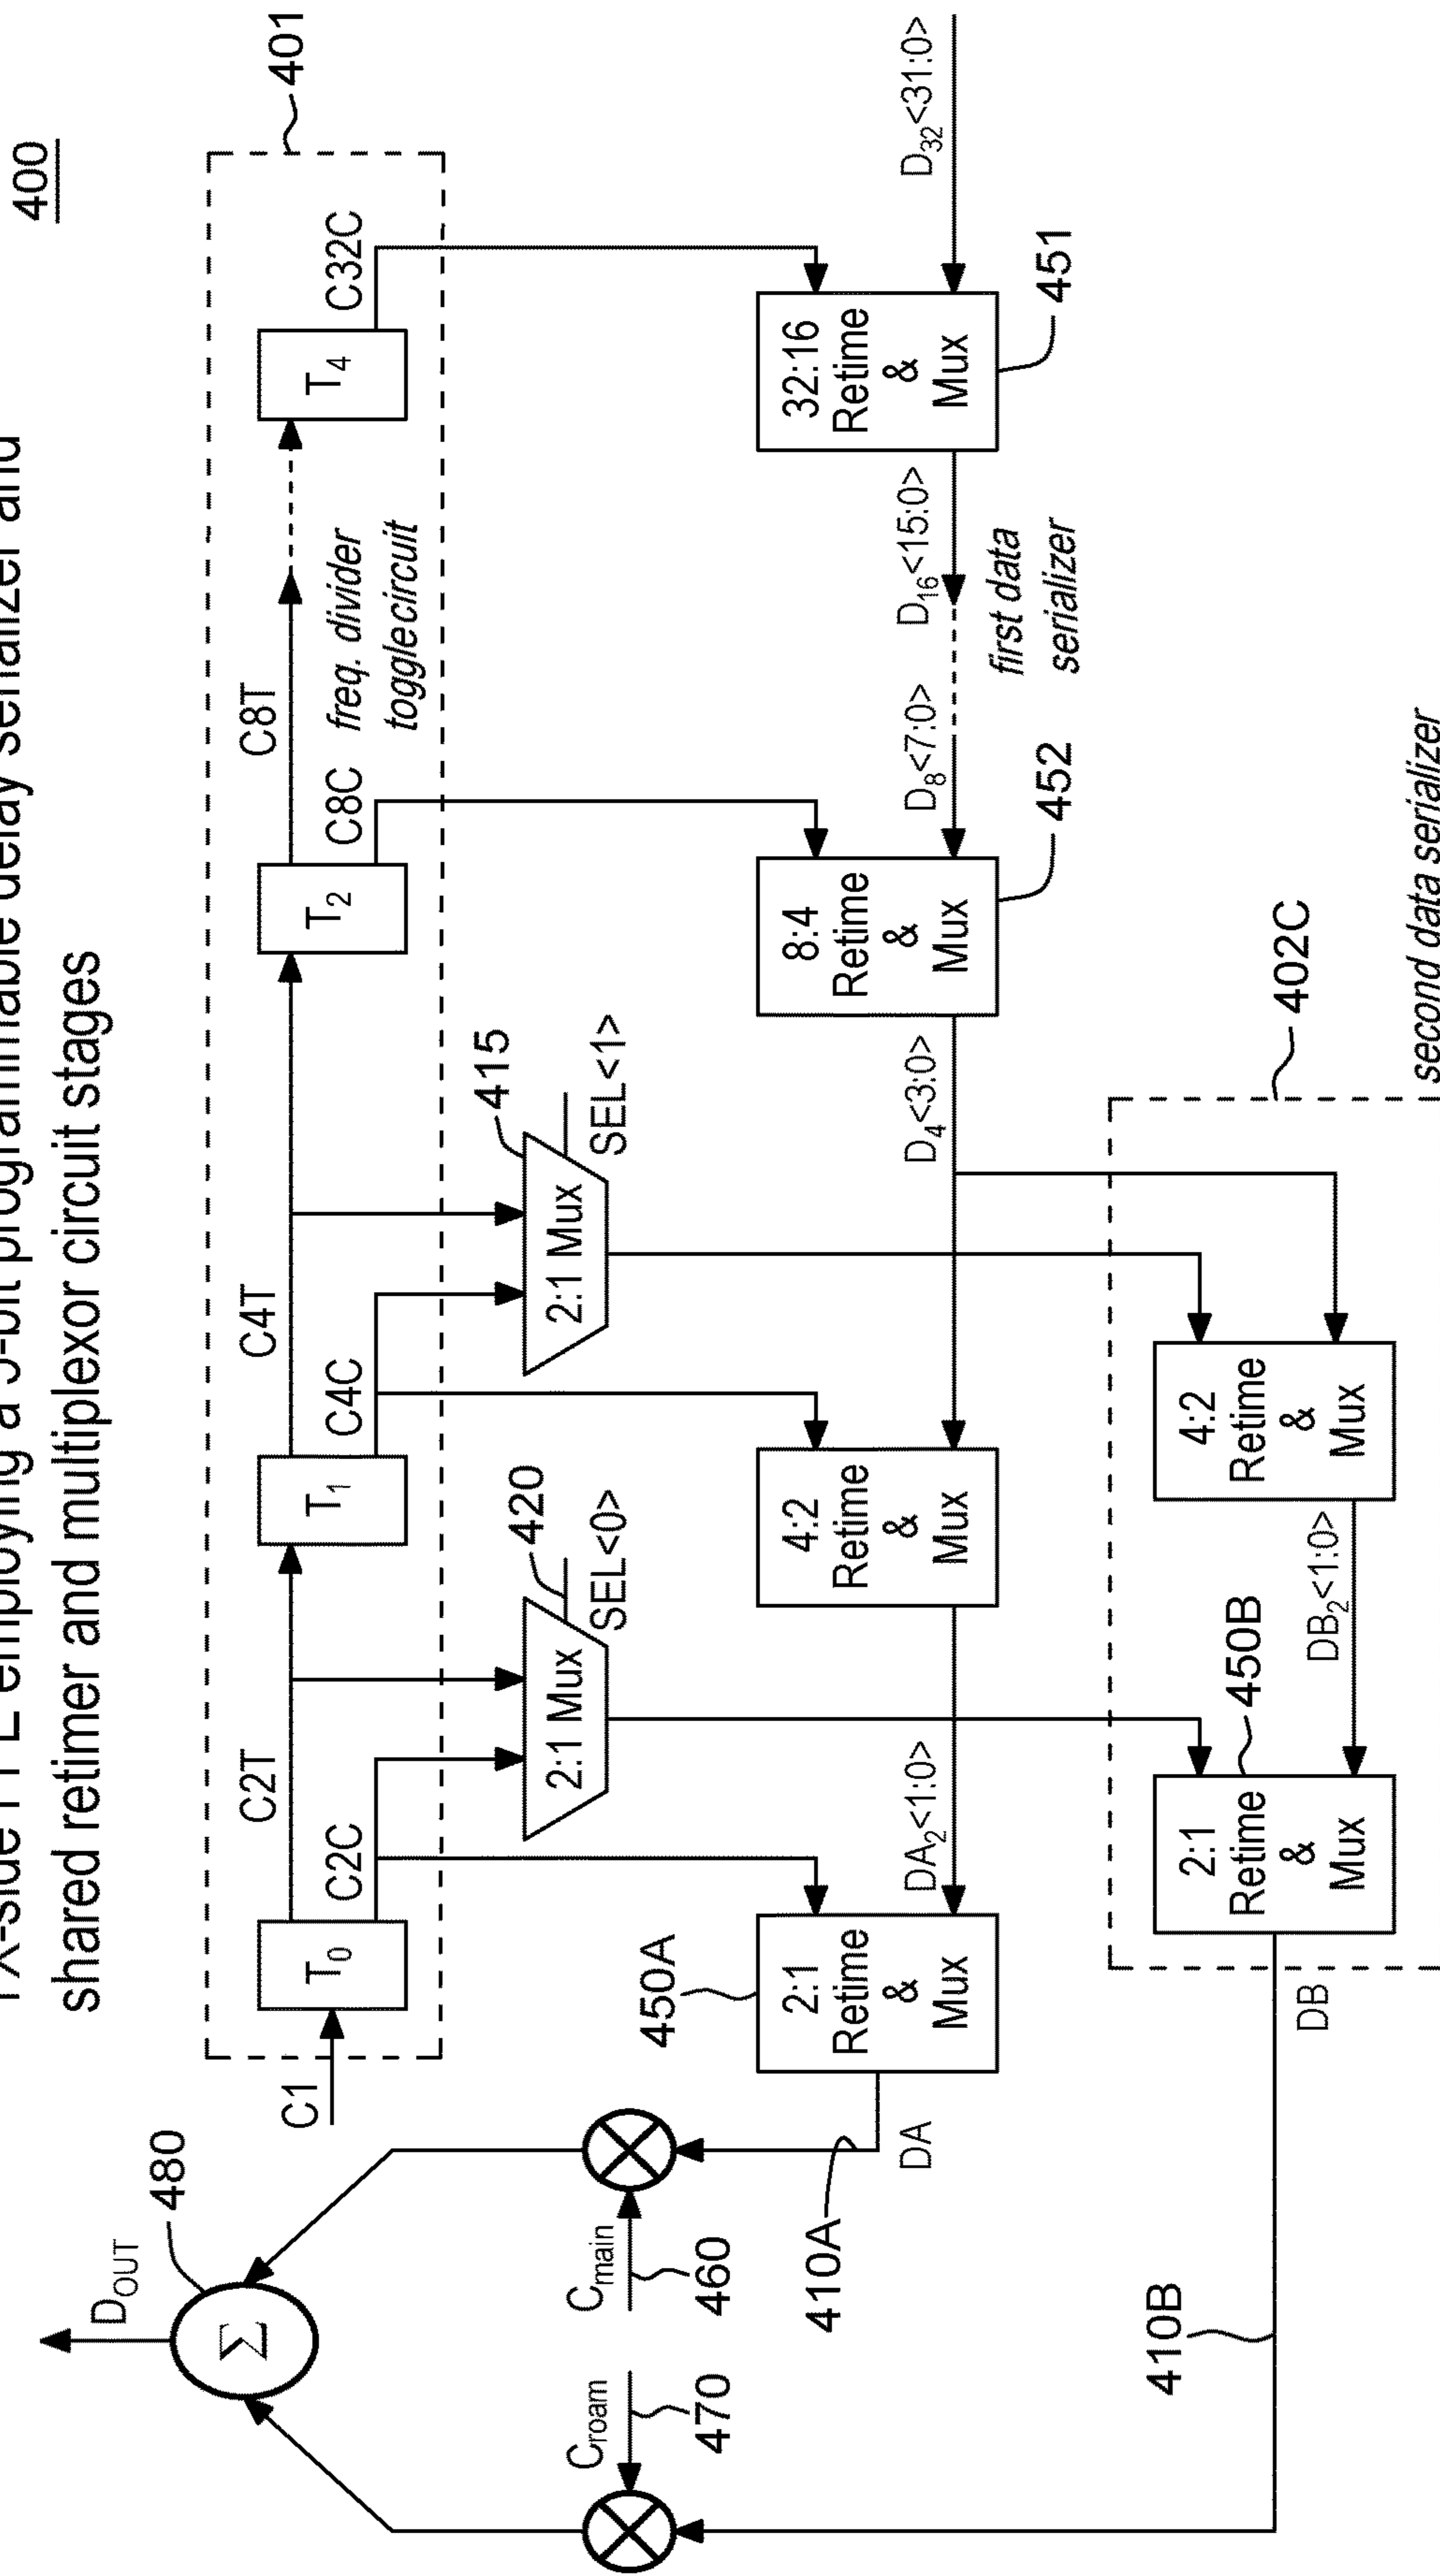 TX-side FFE employing a 5-bit programmable delay serializer and
shared retimer and multiplexor circuit stages
400
401
C1
T0
C2T
C2C
T1
C4T
C4C
T2
C8T
C8C
freq. divider
toggle circuit
T4
C32C
2:1 Mux
420
SEL<0>
2:1 Mux
415
SEL<1>
DOUT
480
Σ
Croam
470
Cmain
460
410A
DA
450A
2:1
Retime
&
Mux
DA2<1:0>
4:2
Retime
&
Mux
D4<3:0>
8:4
Retime
&
Mux
452
D8<7:0>
first data
serializer
D16<15:0>
32:16
Retime
&
Mux
451
D32<31:0>
410B
DB
2:1
Retime
&
Mux
450B
DB2<1:0>
4:2
Retime
&
Mux
402C
second data serializer